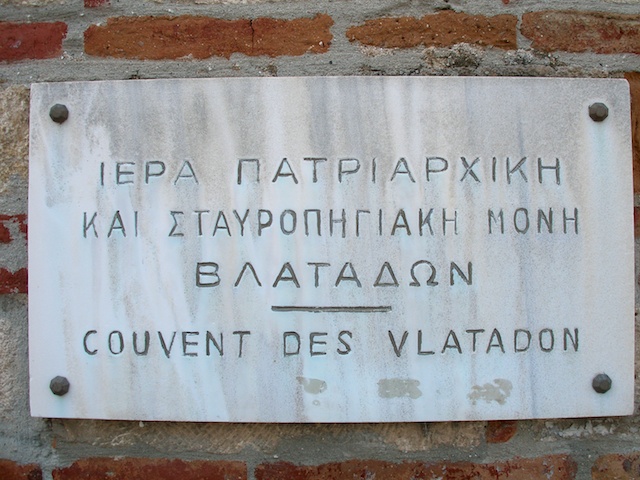 ΙΕΡΑ ΠΑΤΡΙΑΡΧΙΚΗ
ΚΑΙ ΣΤΑΥΡΟΠΗΓΙΑΚΗ ΜΟΝΗ
ΒΛΑΤΑΔΩΝ
COUVENT DES VLATADON